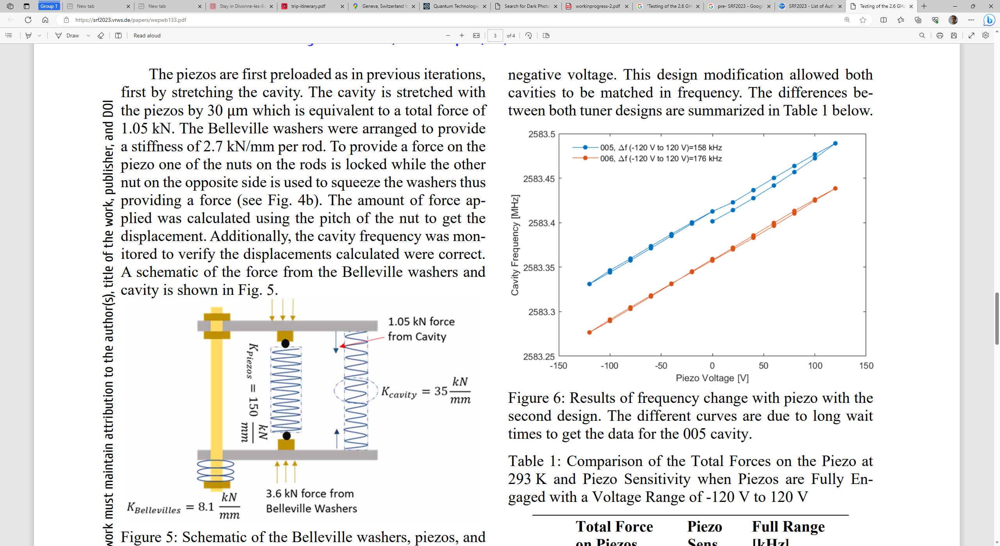 Group 1
New tab
New tab
Stay in Divonne-les-Ba
trip-itinerary.pdf
Geneva, Switzerland to
Quantum Technologie
Search for Dark Photo
workinprogress-2.pdf
"Testing of the 2.6 GH
pre- SRF2023 - Googl
SRF2023 - List of Auth
Testing of the 2.6 GHz
https://srf2023.vrws.de/papers/wepwb133.pdf
Draw
Read aloud
3
of 4
work must maintain attribution to the author(s), title of the work, publisher, and DOI
The piezos are first preloaded as in previous iterations,
first by stretching the cavity. The cavity is stretched with
the piezos by 30 μm which is equivalent to a total force of
1.05 kN. The Belleville washers were arranged to provide
a stiffness of 2.7 kN/mm per rod. To provide a force on the
piezo one of the nuts on the rods is locked while the other
nut on the opposite side is used to squeeze the washers thus
providing a force (see Fig. 4b). The amount of force ap-
plied was calculated using the pitch of the nut to get the
displacement. Additionally, the cavity frequency was mon-
itored to verify the displacements calculated were correct.
A schematic of the force from the Belleville washers and
cavity is shown in Fig. 5.
1.05 kN force
from Cavity
K_Piezos = 150 kN/mm
K_cavity = 35 kN/mm
3.6 kN force from
Belleville Washers
K_Bellevilles = 8.1 kN/mm
Figure 5: Schematic of the Belleville washers, piezos, and
negative voltage. This design modification allowed both
cavities to be matched in frequency. The differences be-
tween both tuner designs are summarized in Table 1 below.
005, Δf (-120 V to 120 V)=158 kHz
006, Δf (-120 V to 120 V)=176 kHz
Cavity Frequency [MHz]
2583.5
2583.45
2583.4
2583.35
2583.3
2583.25
-150 -100 -50 0 50 100 150
Piezo Voltage [V]
Figure 6: Results of frequency change with piezo with the
second design. The different curves are due to long wait
times to get the data for the 005 cavity.
Table 1: Comparison of the Total Forces on the Piezo at
293 K and Piezo Sensitivity when Piezos are Fully En-
gaged with a Voltage Range of -120 V to 120 V
Total Force Piezo Full Range
on Piezos Sens [kHz]